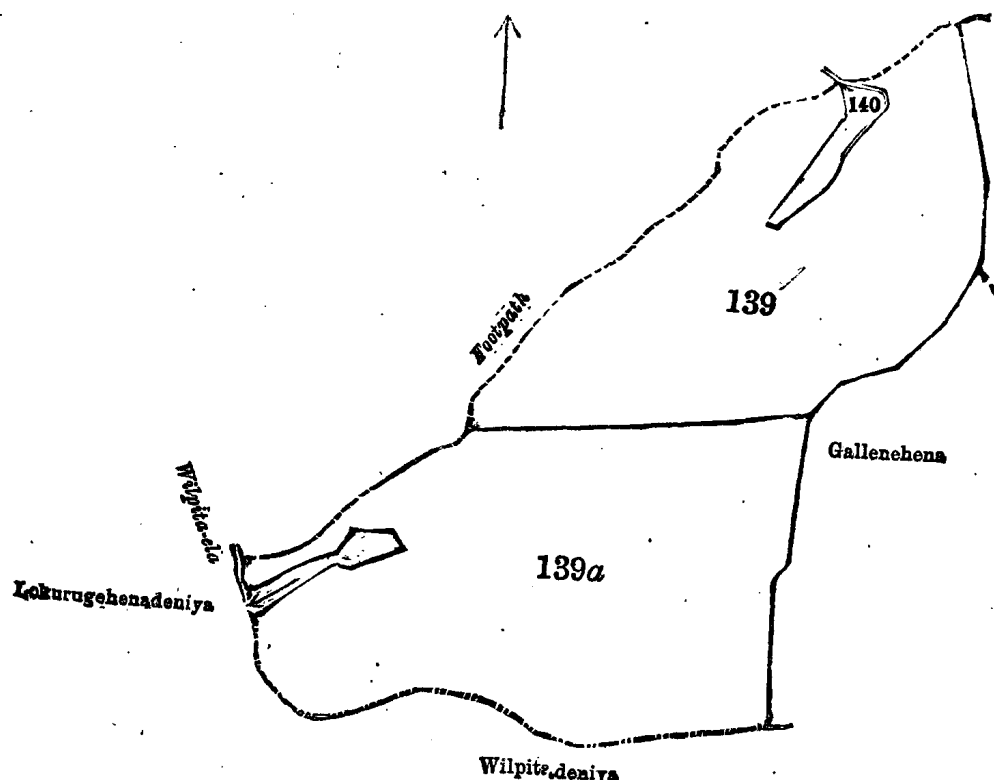 140
139
Footpath
Gallenehena
Wilpita-ela
139a
Lokurugehenadeniya
Wilpita deniya